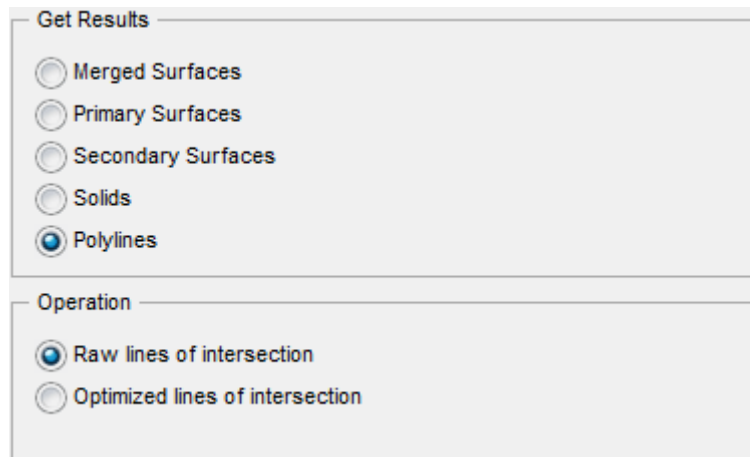 Get Results
Merged Surfaces
Primary Surfaces
Secondary Surfaces
Solids
Polylines
Operation
Raw lines of intersection
Optimized lines of intersection